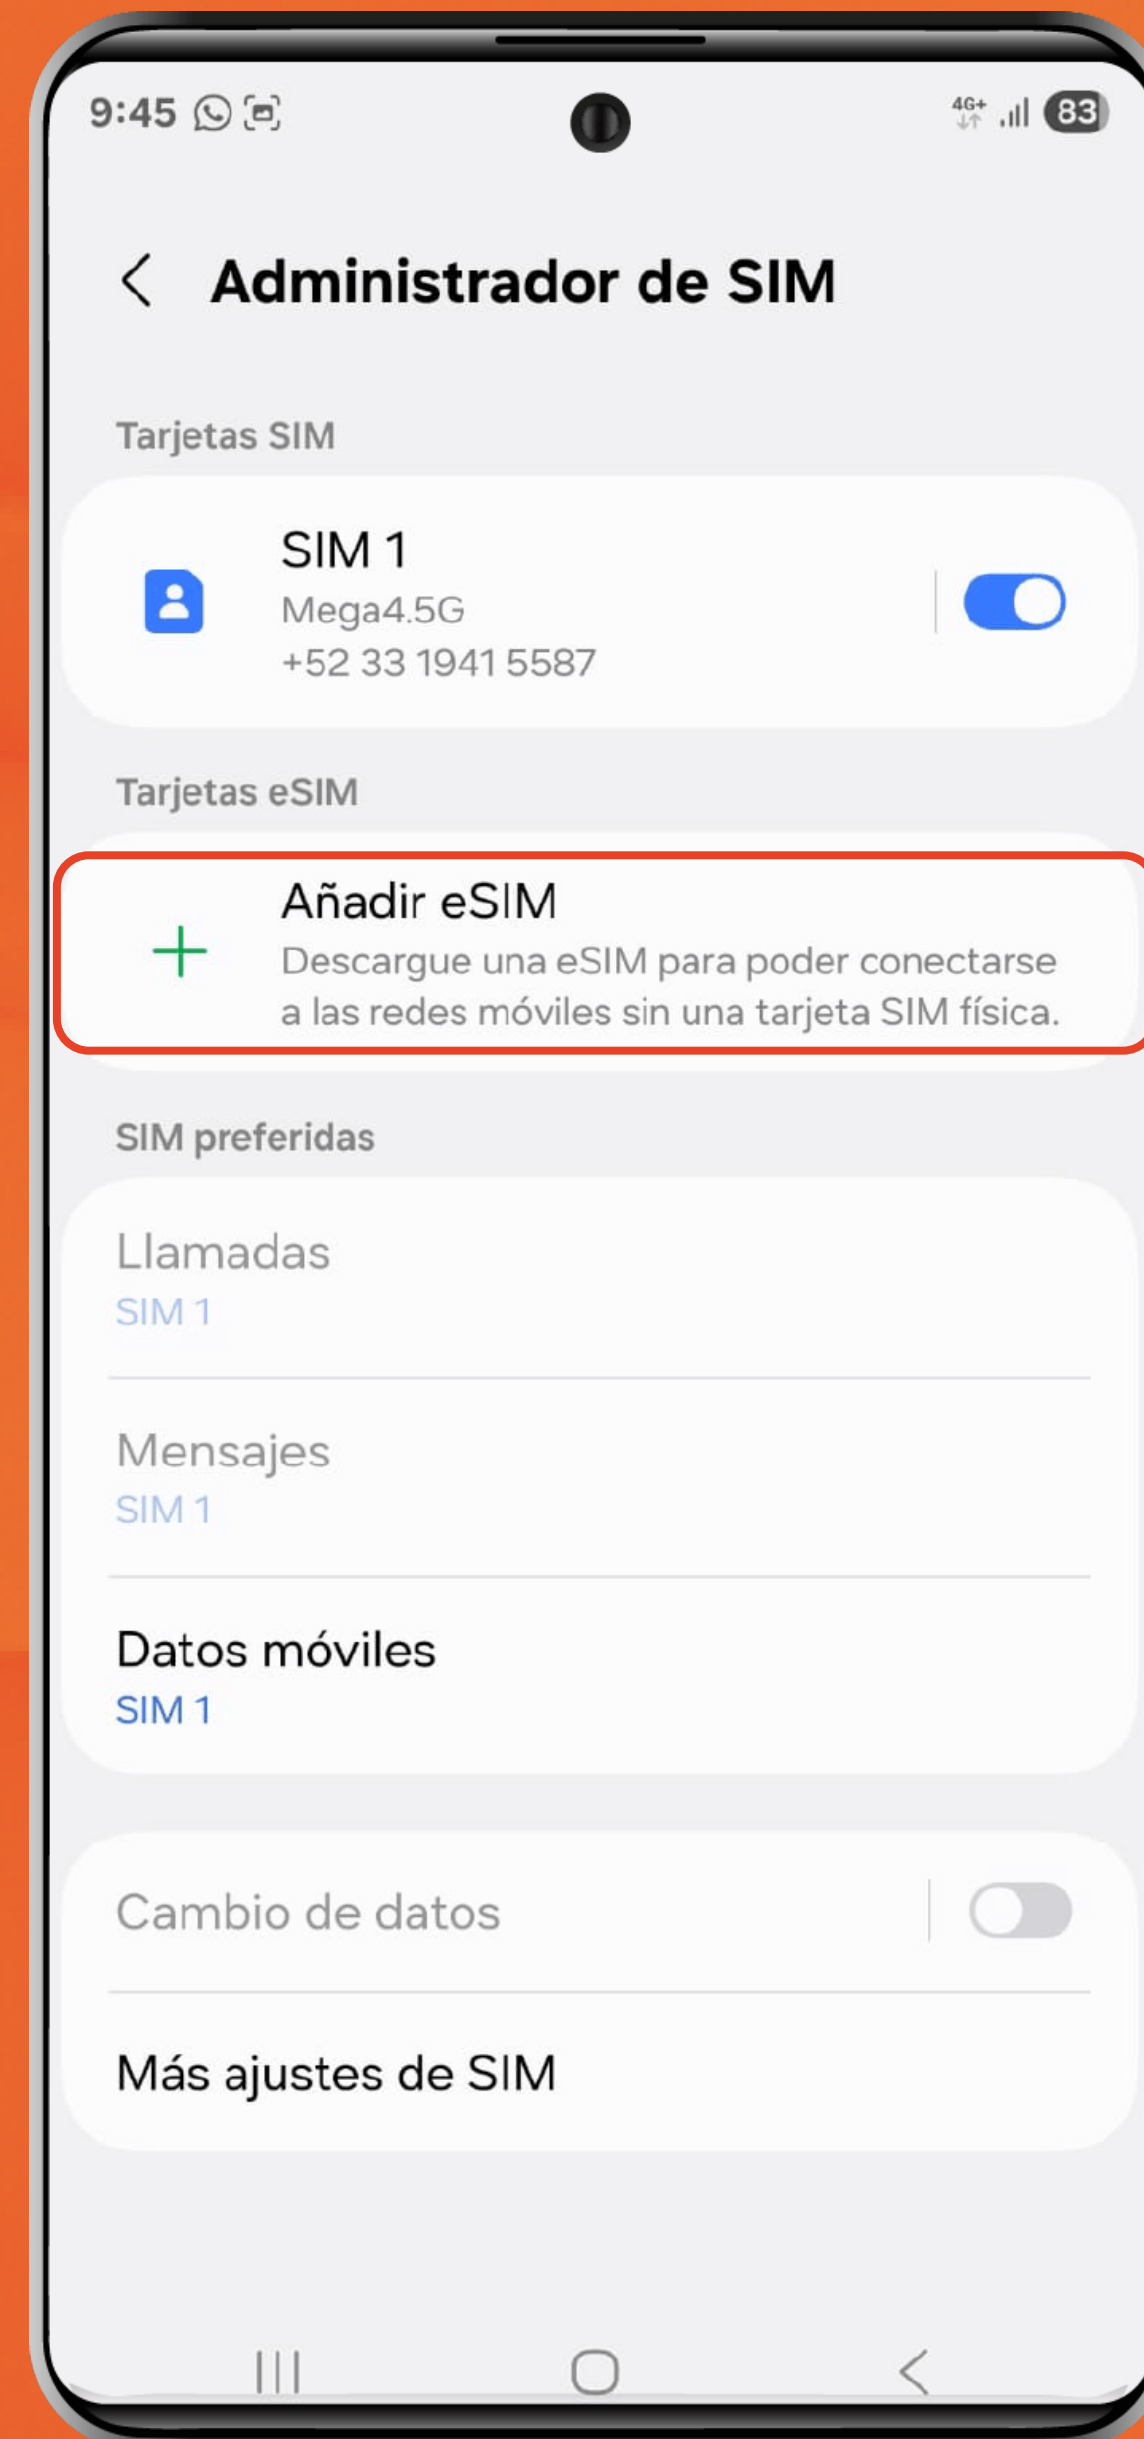 9:45
4G+
83
Administrador de SIM
Tarjetas SIM
SIM 1
Mega4.5G
+52 33 1941 5587
Tarjetas eSIM
Añadir eSIM
Descargue una eSIM para poder conectarse
a las redes móviles sin una tarjeta SIM física.
SIM preferidas
Llamadas
SIM 1
Mensajes
SIM 1
Datos móviles
SIM 1
Cambio de datos
Más ajustes de SIM